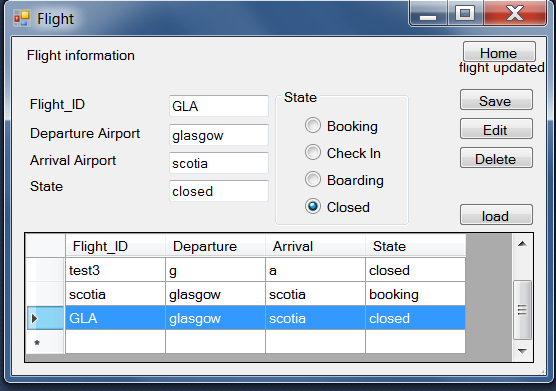 Flight
Flight information
Home
flight updated
Flight_ID
GLA
State
Save
Departure Airport
glasgow
Booking
Edit
Arrival Airport
scotia
Check In
Delete
State
closed
Boarding
Closed
load
Flight_ID Departure Arrival State
test3 g a closed
scotia glasgow scotia booking
GLA glasgow scotia closed
*